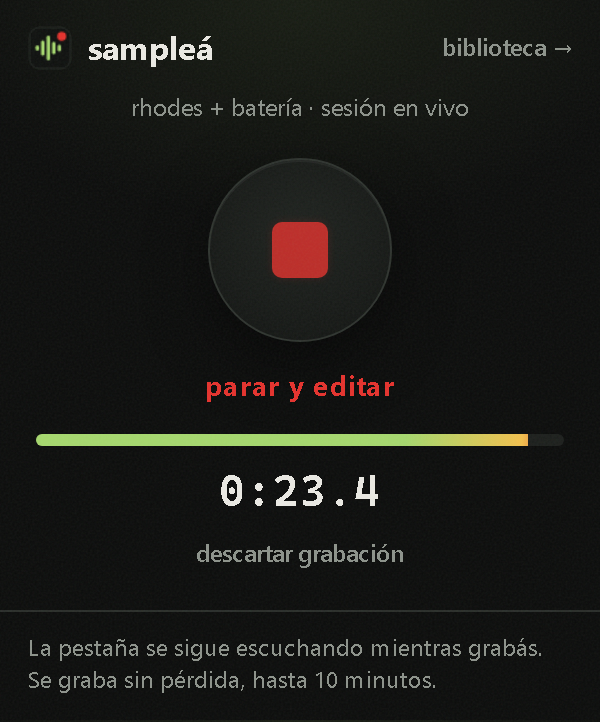 sampleá
biblioteca →
rhodes + batería · sesión en vivo
parar y editar
0:23.4
descartar grabación
La pestaña se sigue escuchando mientras grabás.
Se graba sin pérdida, hasta 10 minutos.